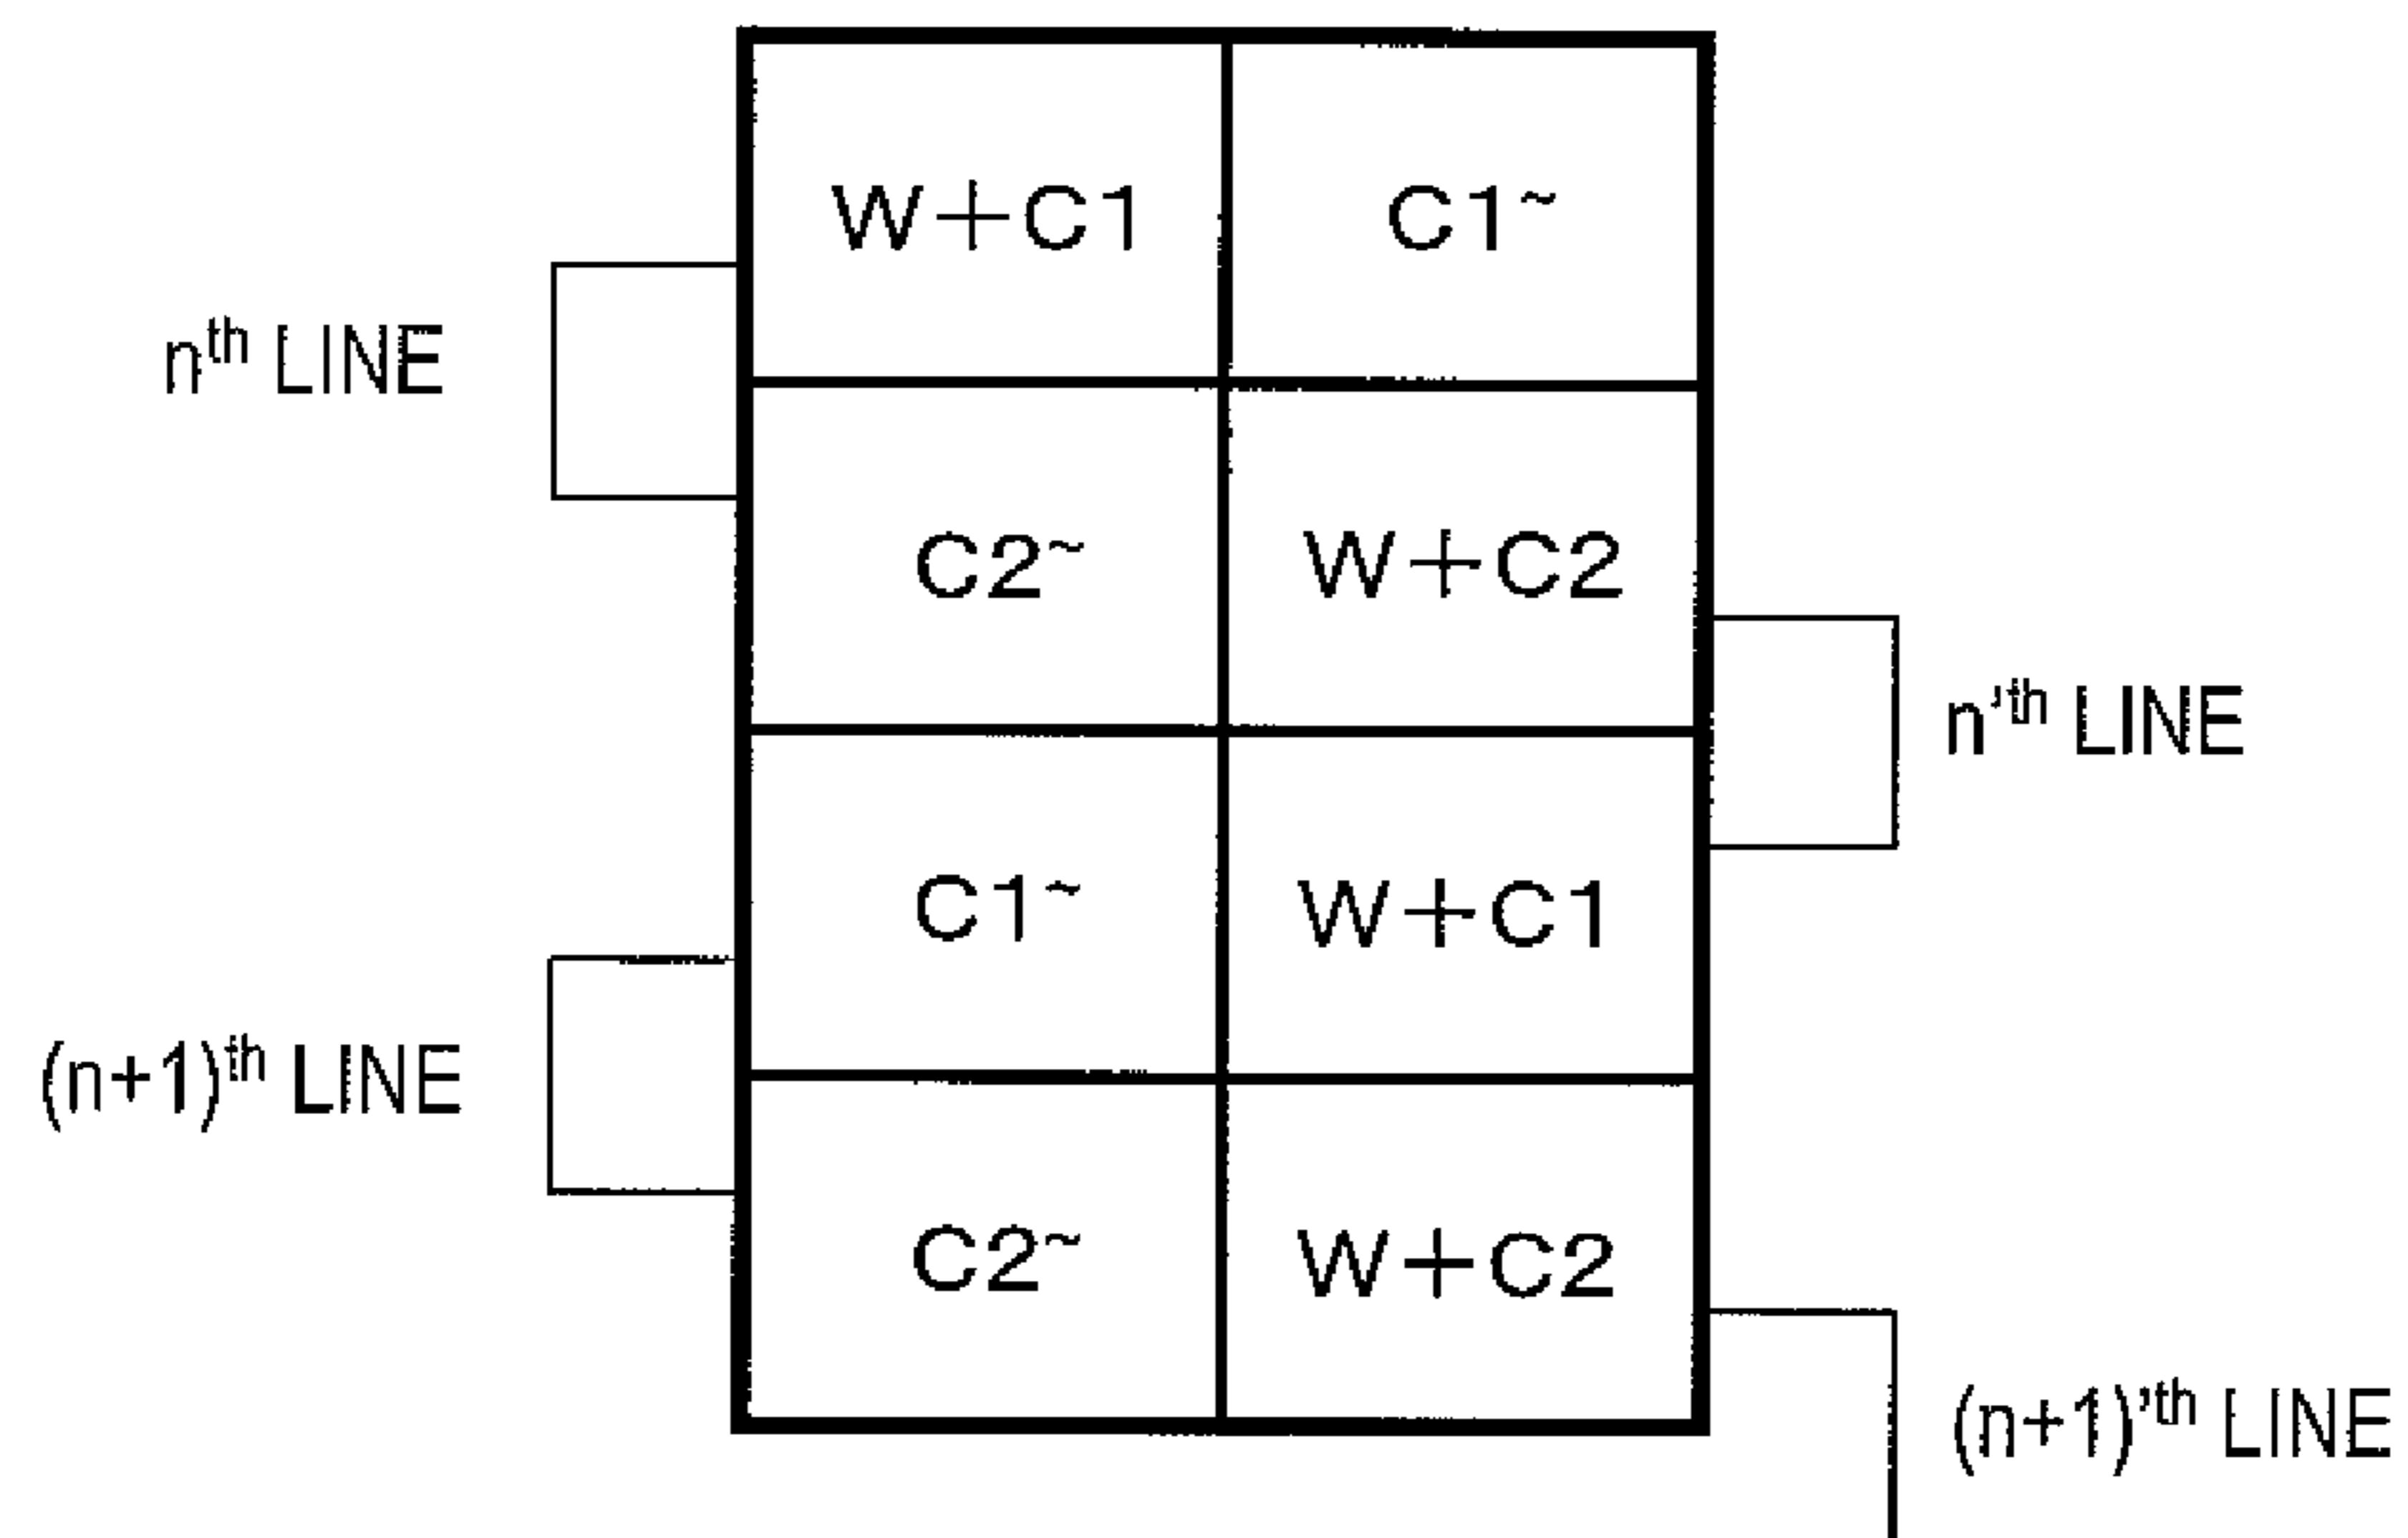 W+C1 C1~
nth LINE
C2~ W+C2
n'th LINE
C1~ W+C1
(n+1)th LINE
C2~ W+C2
(n+1)'th LINE